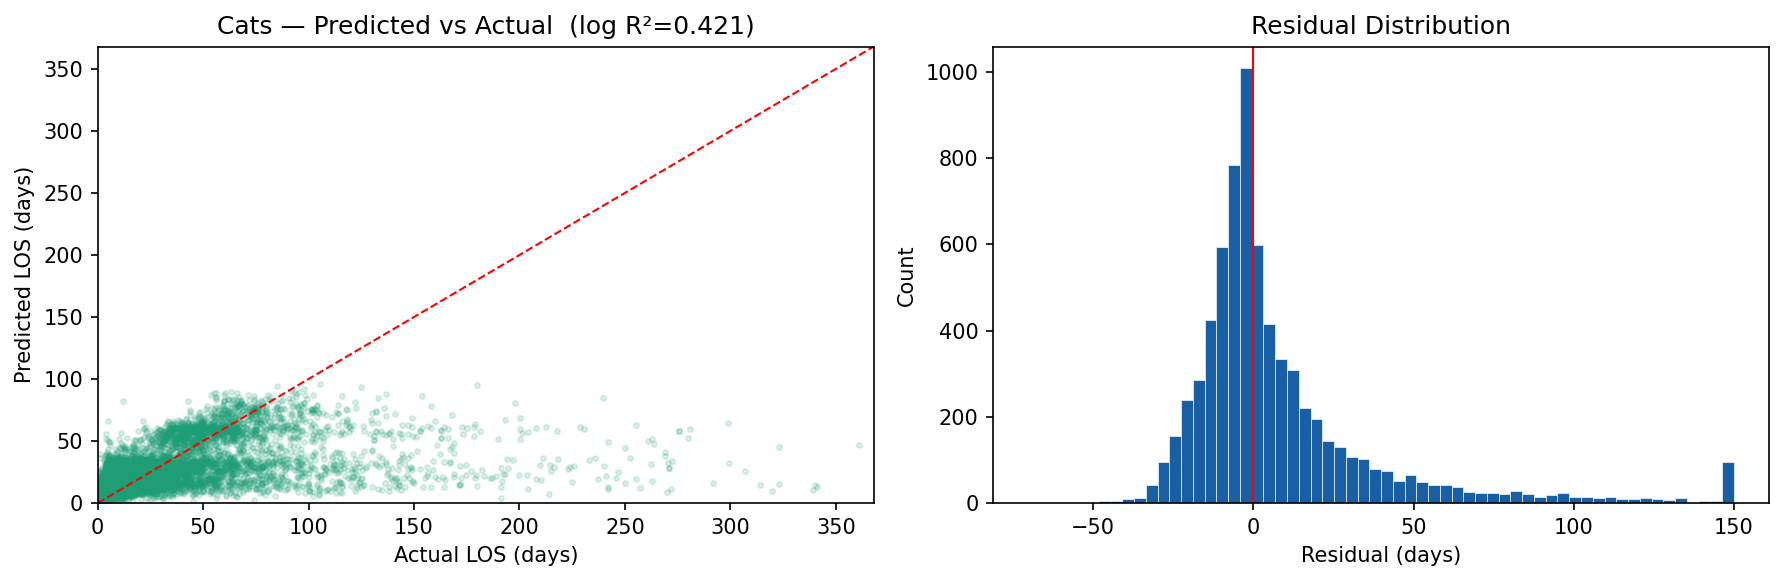 Cats — Predicted vs Actual  (log R²=0.421)
Predicted LOS (days)
350
300
250
200
150
100
50
0
0 50 100 150 200 250 300 350
Actual LOS (days)
Residual Distribution
Count
1000
800
600
400
200
0
−50 0 50 100 150
Residual (days)